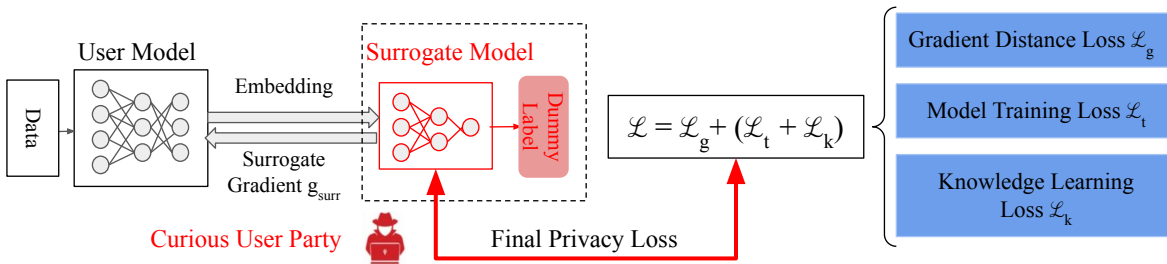 Data
User Model
Embedding
Surrogate
Gradient g_surr
Surrogate Model
Dummy
Label
Curious User Party
Final Privacy Loss
ℒ = ℒ_g + (ℒ_t + ℒ_k)
Gradient Distance Loss ℒ_g
Model Training Loss ℒ_t
Knowledge Learning
Loss ℒ_k